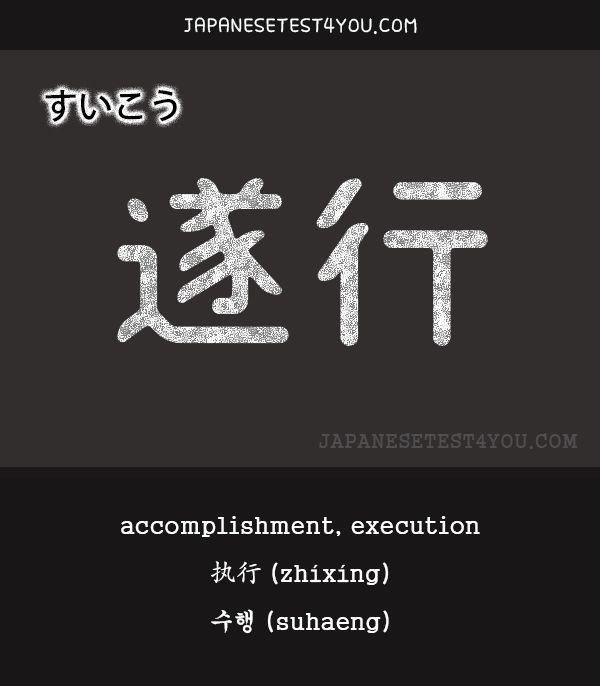 JAPANESETEST4YOU.COM
すいこう
遂行
JAPANESETEST4YOU.COM
accomplishment, execution
执行 (zhíxíng)
수행 (suhaeng)